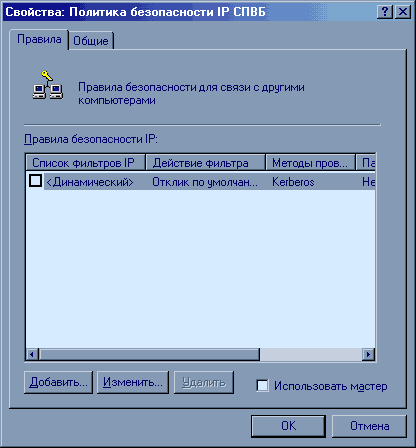 Свойства: Политика безопасности IP СПВБ
Правила Общие
Правила безопасности для связи с другими
компьютерами
Правила безопасности IP:
Список фильтров IP Действие фильтра Методы пров... Па
<Динамический> Отклик по умолчан... Kerberos Не
Добавить... Изменить... Удалить Использовать мастер
OK Отмена